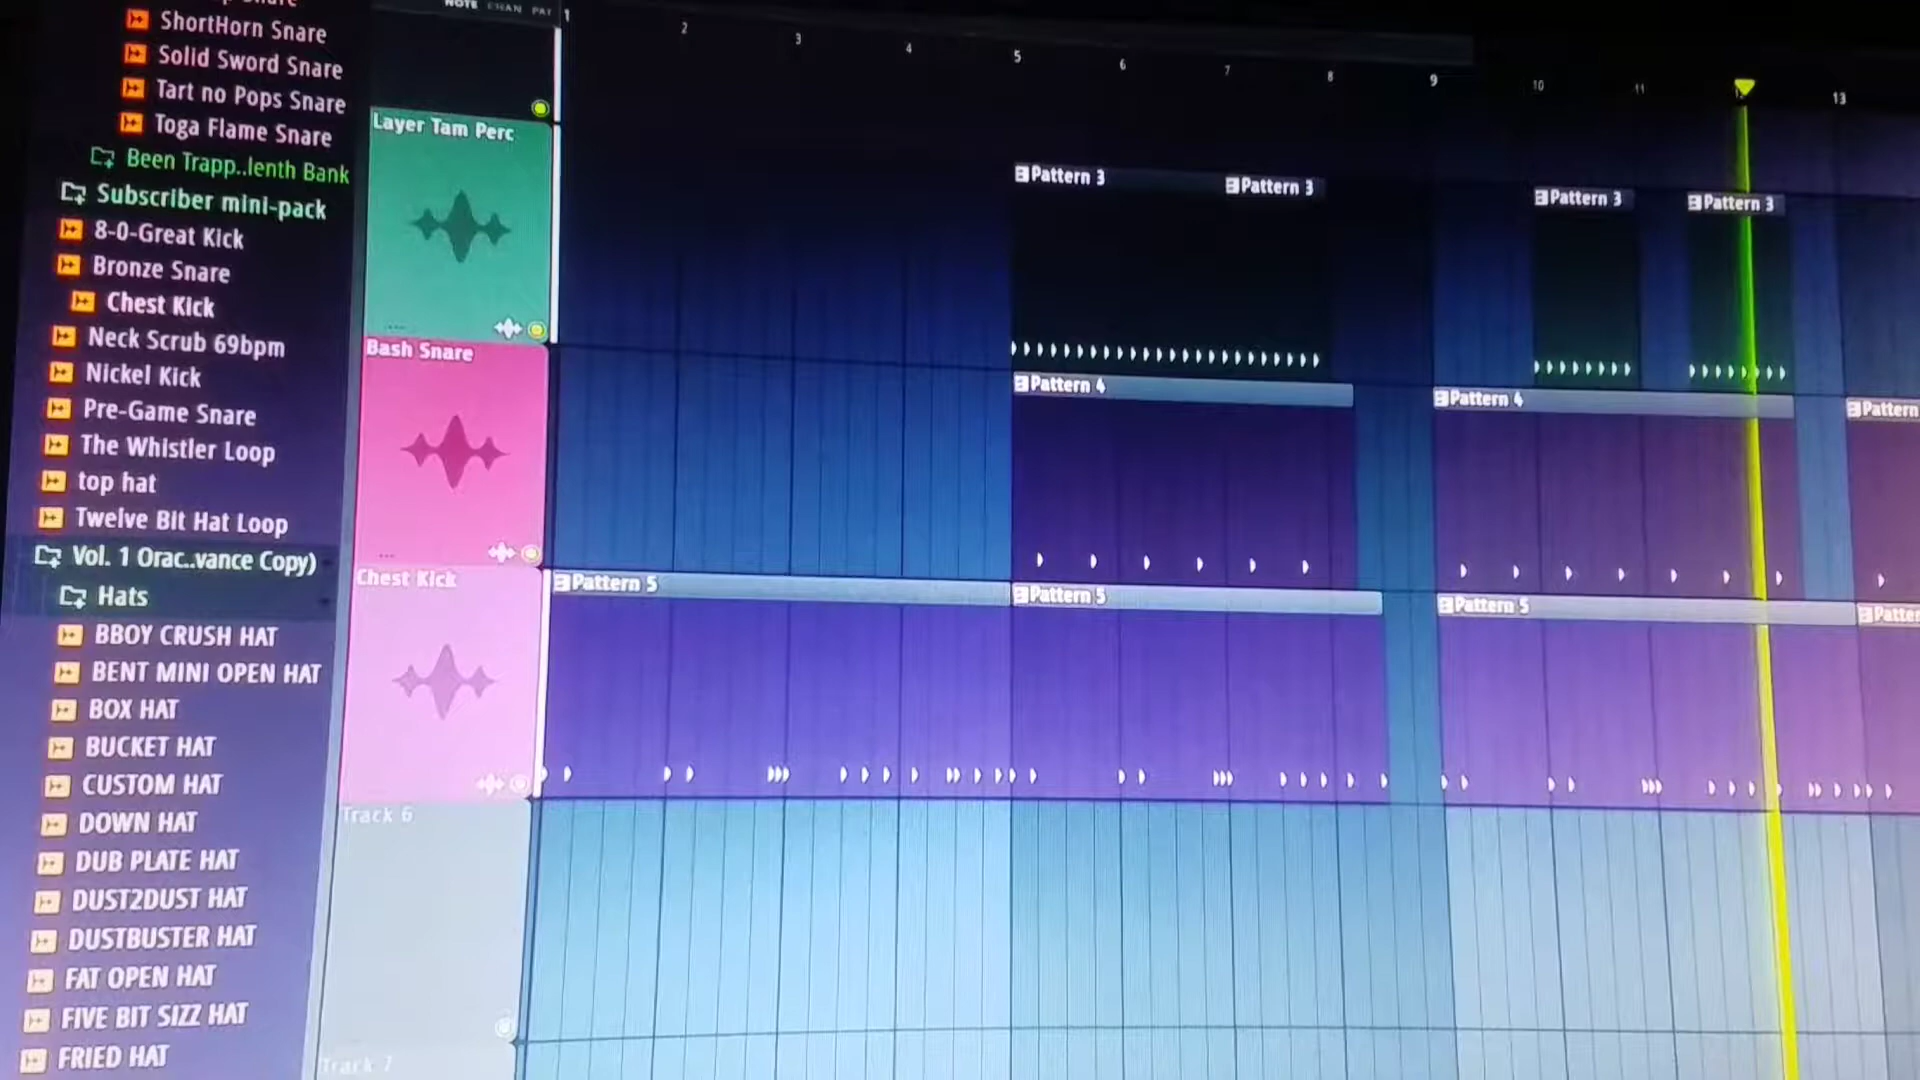 NOTE CHAN PAT
1 2 3 4 5 6 7 8 9 10 11 13
ShortHorn Snare
Solid Sword Snare
Tart no Pops Snare
Toga Flame Snare
Been Trapp..lenth Bank
Subscriber mini-pack
8-0-Great Kick
Bronze Snare
Chest Kick
Neck Scrub 69bpm
Nickel Kick
Pre-Game Snare
The Whistler Loop
top hat
Twelve Bit Hat Loop
Vol. 1 Orac..vance Copy)
Hats
BBOY CRUSH HAT
BENT MINI OPEN HAT
BOX HAT
BUCKET HAT
CUSTOM HAT
DOWN HAT
DUB PLATE HAT
DUST2DUST HAT
DUSTBUSTER HAT
FAT OPEN HAT
FIVE BIT SIZZ HAT
FRIED HAT
Layer Tam Perc
Pattern 3 Pattern 3 Pattern 3 Pattern 3
Bash Snare
Pattern 4 Pattern 4 Pattern
Chest Kick
Pattern 5 Pattern 5 Pattern 5 Patter
Track 6
Track 7